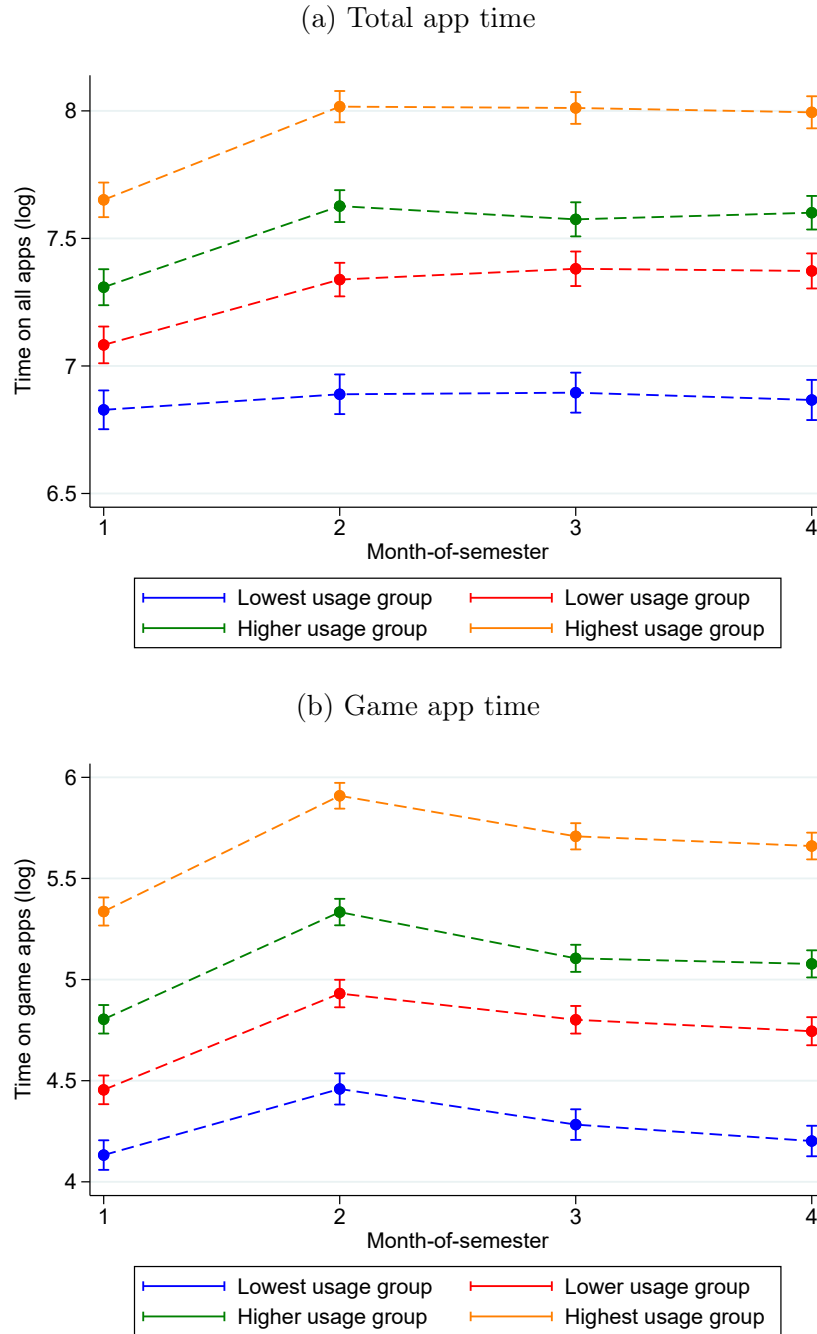 (a) Total app time
Time on all apps (log)
8
7.5
7
6.5
1 2 3 4
Month-of-semester
Lowest usage group Lower usage group
Higher usage group Highest usage group
(b) Game app time
Time on game apps (log)
6
5.5
5
4.5
4
1 2 3 4
Month-of-semester
Lowest usage group Lower usage group
Higher usage group Highest usage group